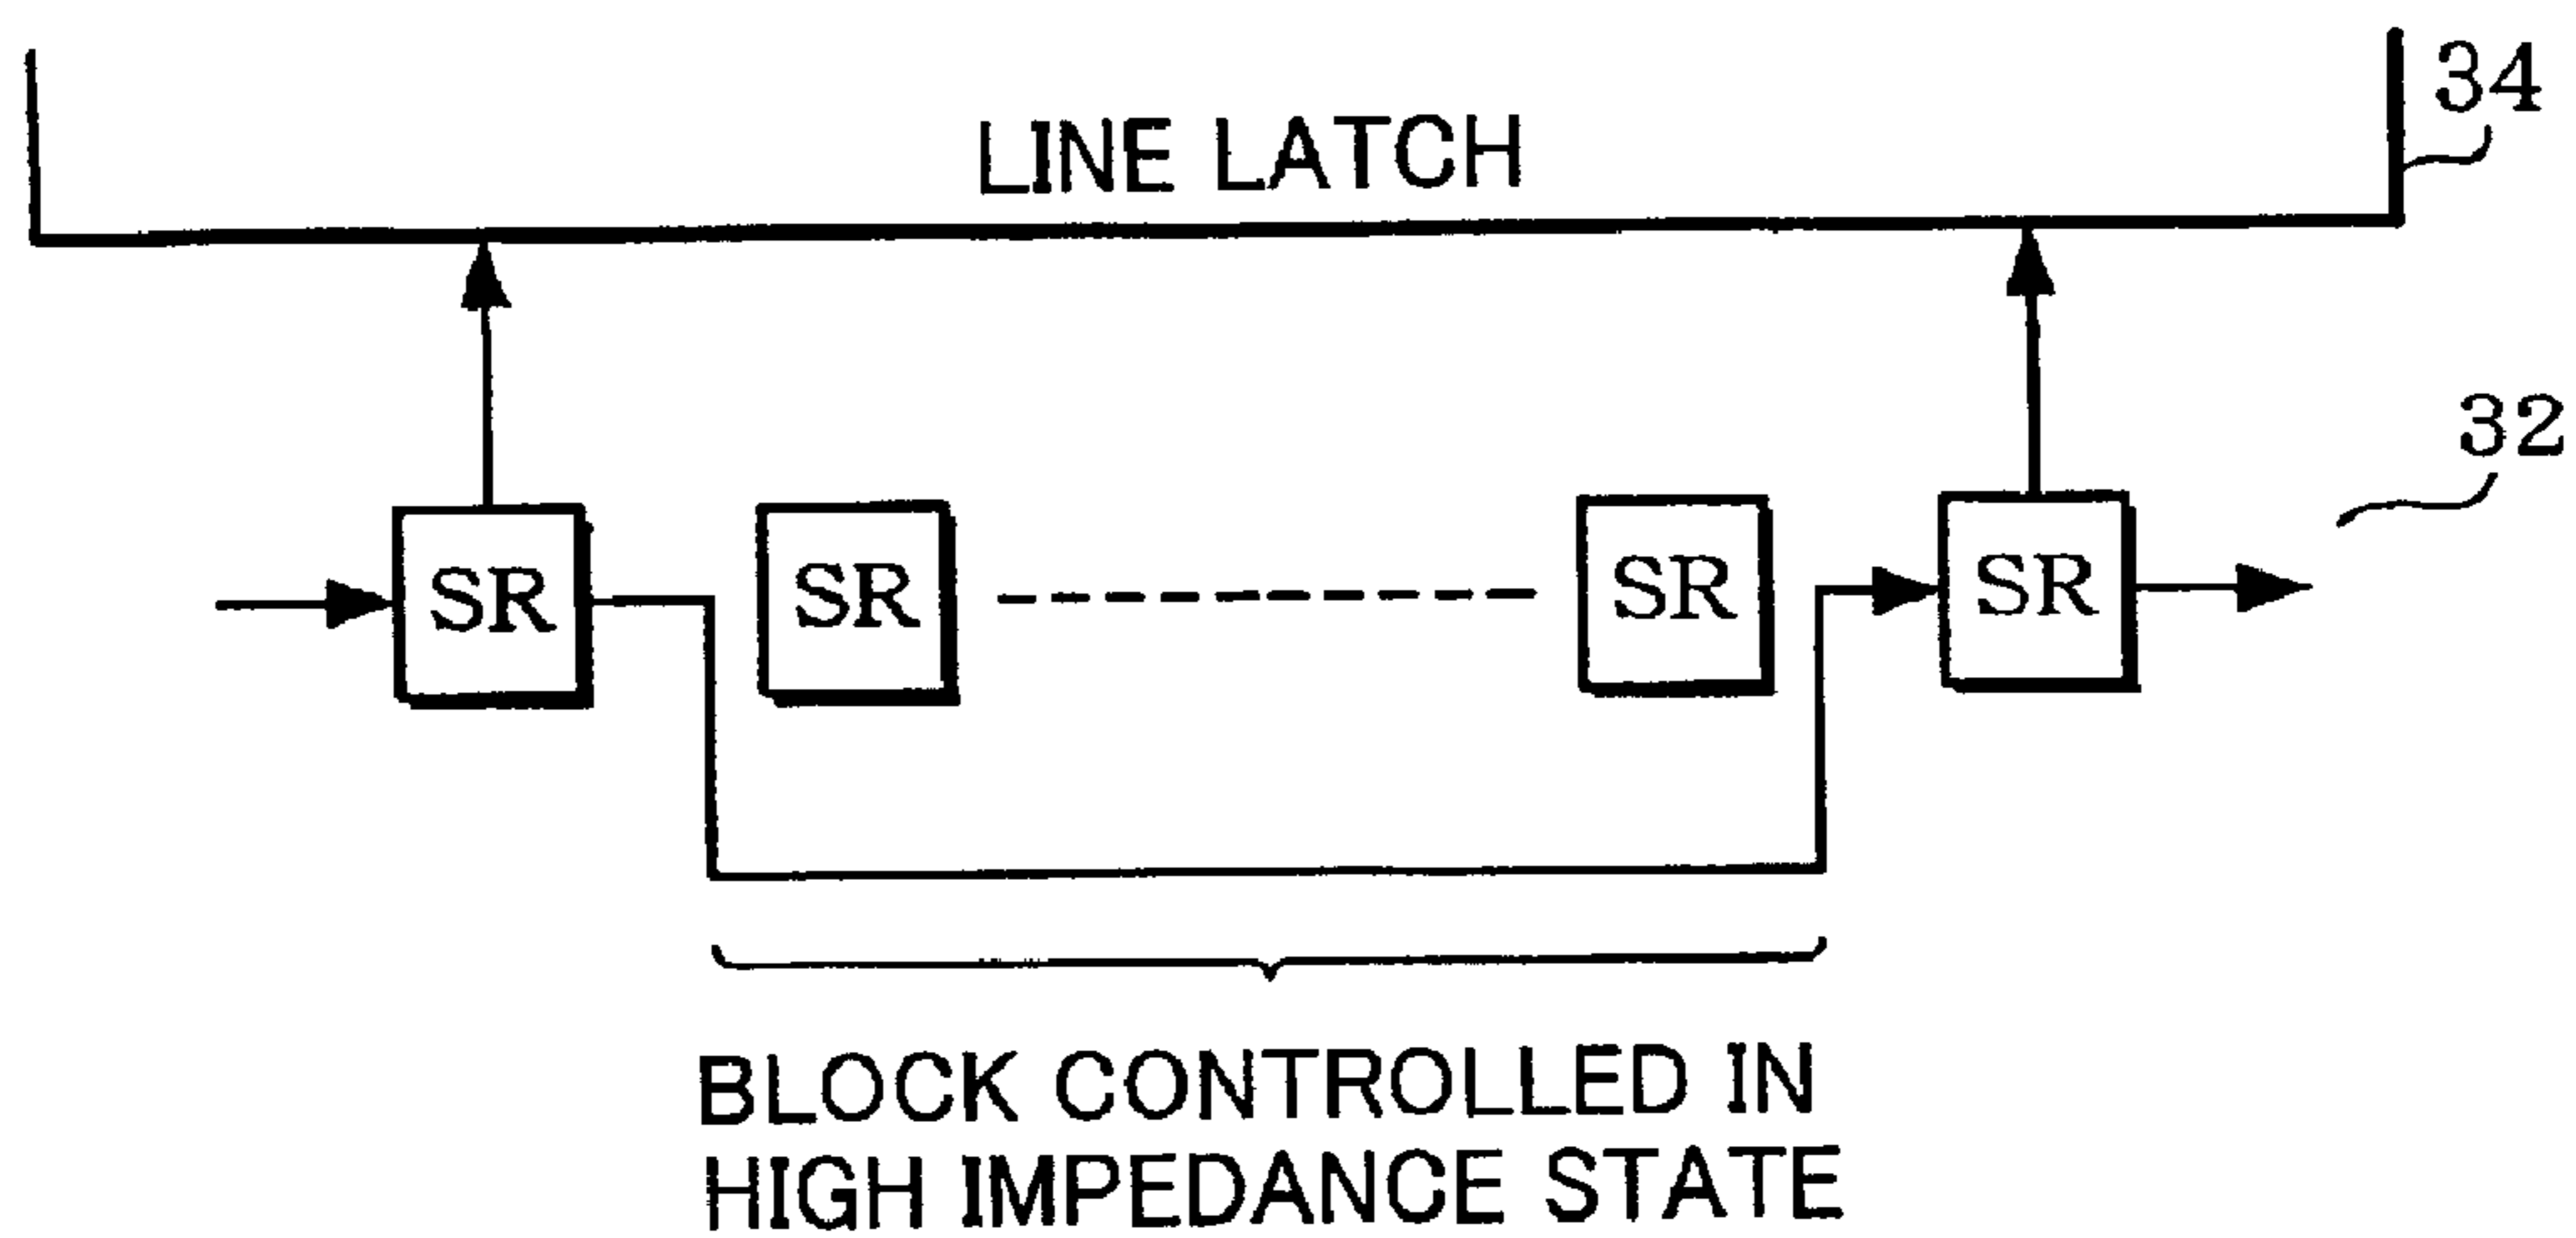 34
LINE LATCH
32
SR SR SR SR
BLOCK CONTROLLED IN
HIGH IMPEDANCE STATE